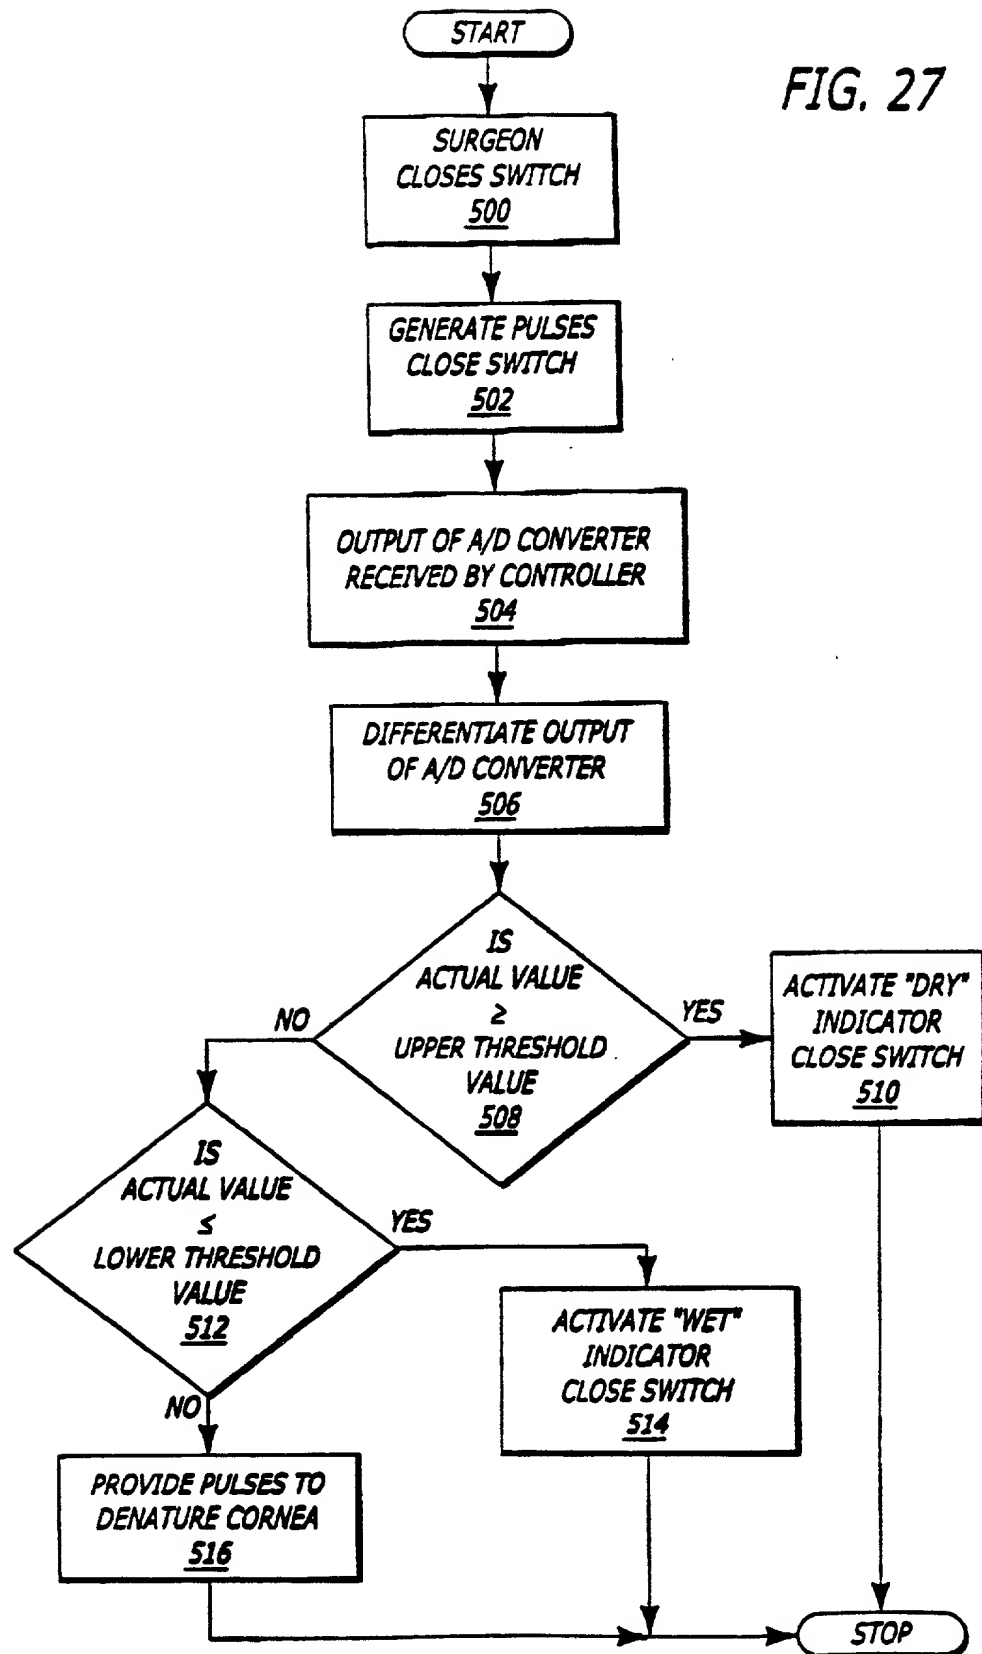 START
FIG. 27
SURGEON
CLOSES SWITCH
500
GENERATE PULSES
CLOSE SWITCH
502
OUTPUT OF A/D CONVERTER
RECEIVED BY CONTROLLER
504
DIFFERENTIATE OUTPUT
OF A/D CONVERTER
506
IS
ACTUAL VALUE
≥
UPPER THRESHOLD
VALUE
508
NO
YES
ACTIVATE "DRY"
INDICATOR
CLOSE SWITCH
510
IS
ACTUAL VALUE
≤
LOWER THRESHOLD
VALUE
512
YES
NO
ACTIVATE "WET"
INDICATOR
CLOSE SWITCH
514
PROVIDE PULSES TO
DENATURE CORNEA
516
STOP